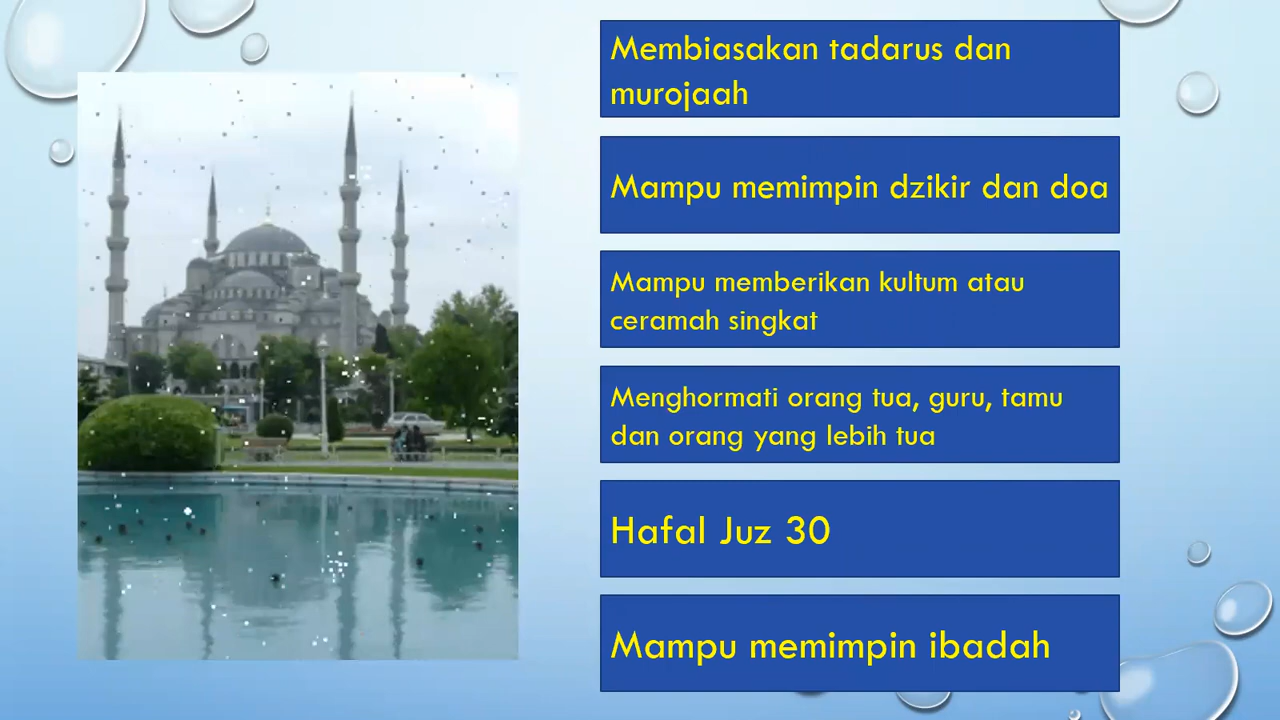 Membiasakan tadarus dan
murojaah
Mampu memimpin dzikir dan doa
Mampu memberikan kultum atau
ceramah singkat
Menghormati orang tua, guru, tamu
dan orang yang lebih tua
Hafal Juz 30
Mampu memimpin ibadah